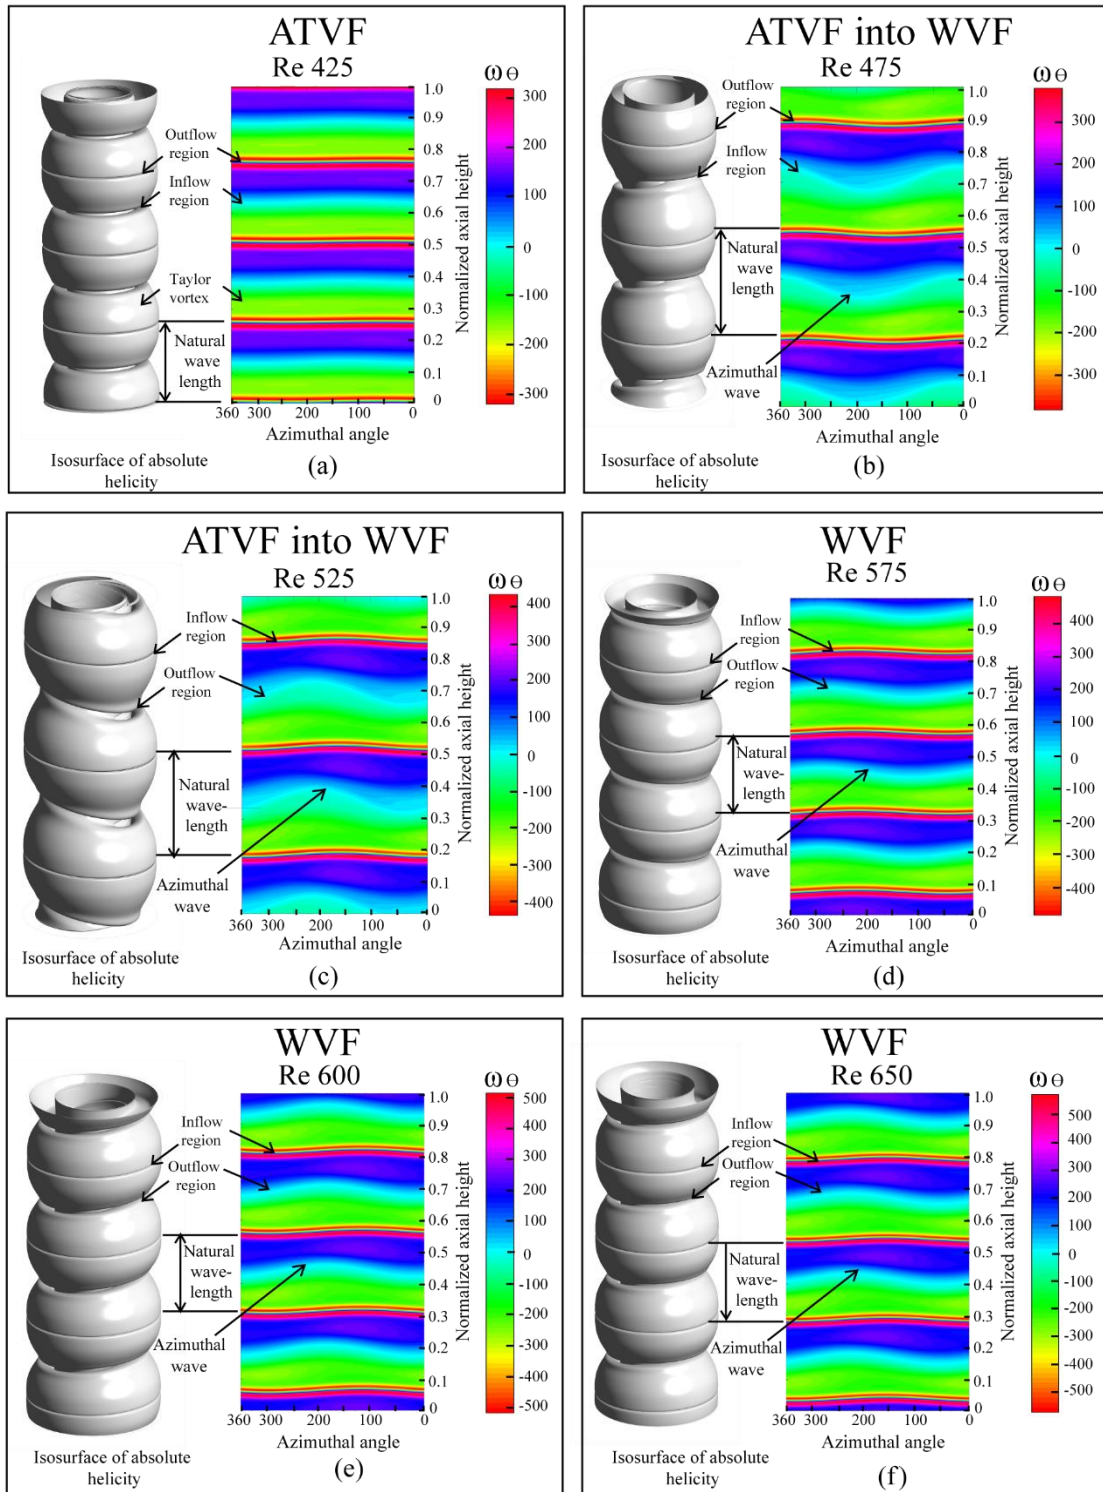 ATVF
Re 425
ωΘ
Outflow
region
Inflow
region
Taylor
vortex
Natural
wave
length
1.0
0.9
0.8
0.7
0.6
0.5
0.4
0.3
0.2
0.1
0
Normalized axial height
300
200
100
0
-100
-200
-300
360 300 200 100 0
Azimuthal angle
Isosurface of absolute
helicity
(a)
ATVF into WVF
Re 475
ωΘ
Outflow
region
Inflow
region
Natural
wave
length
Azimuthal
wave
1.0
0.9
0.8
0.7
0.6
0.5
0.4
0.3
0.2
0.1
0
Normalized axial height
300
200
100
0
-100
-200
-300
360 300 200 100 0
Azimuthal angle
Isosurface of absolute
helicity
(b)
ATVF into WVF
Re 525
ωΘ
Inflow
region
Outflow
region
Natural
wave-
length
Azimuthal
wave
1.0
0.9
0.8
0.7
0.6
0.5
0.4
0.3
0.2
0.1
0
Normalized axial height
400
300
200
100
0
-100
-200
-300
-400
360 300 200 100 0
Azimuthal angle
Isosurface of absolute
helicity
(c)
WVF
Re 575
ωΘ
Inflow
region
Outflow
region
Natural
wave-
length
Azimuthal
wave
1.0
0.9
0.8
0.7
0.6
0.5
0.4
0.3
0.2
0.1
0
Normalized axial height
400
300
200
100
0
-100
-200
-300
-400
360 300 200 100 0
Azimuthal angle
Isosurface of absolute
helicity
(d)
WVF
Re 600
ωΘ
Inflow
region
Outflow
region
Natural
wave-
length
Azimuthal
wave
1.0
0.9
0.8
0.7
0.6
0.5
0.4
0.3
0.2
0.1
0
Normalized axial height
500
400
300
200
100
0
-100
-200
-300
-400
-500
360 300 200 100 0
Azimuthal angle
Isosurface of absolute
helicity
(e)
WVF
Re 650
ωΘ
Inflow
region
Outflow
region
Natural
wave-
length
Azimuthal
wave
1.0
0.9
0.8
0.7
0.6
0.5
0.4
0.3
0.2
0.1
0
Normalized axial height
500
400
300
200
100
0
-100
-200
-300
-400
-500
360 300 200 100 0
Azimuthal angle
Isosurface of absolute
helicity
(f)